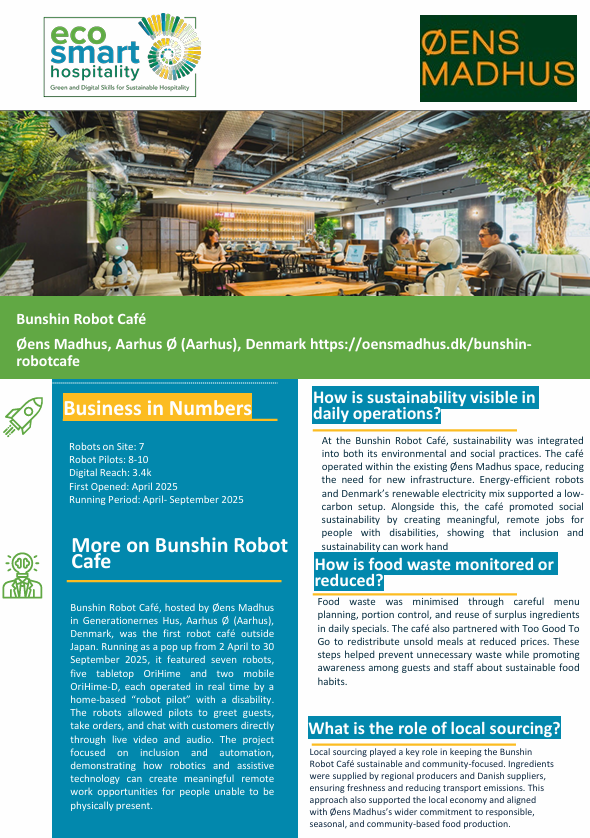 eco
smart
hospitality
Green and Digital Skills for Sustainable Hospitality
ØENS
MADHUS
Bunshin Robot Café
Øens Madhus, Aarhus Ø (Aarhus), Denmark https://oensmadhus.dk/bunshin-
robotcafe
Business in Numbers
Robots on Site: 7
Robot Pilots: 8-10
Digital Reach: 3.4k
First Opened: April 2025
Running Period: April- September 2025
More on Bunshin Robot
Cafe
Bunshin Robot Cafe, hosted by Øens Madhus
in Generationernes Hus, Aarhus Ø (Aarhus),
Denmark, was the first robot café outside
Japan. Running as a pop up from 2 April to 30
September 2025, it featured seven robots,
five tabletop OriHime and two mobile
OriHime-D, each operated in real time by a
home-based “robot pilot” with a disability.
The robots allowed pilots to greet guests,
take orders, and chat with customers directly
through live video and audio. The project
focused on inclusion and automation,
demonstrating how robotics and assistive
technology can create meaningful remote
work opportunities for people unable to be
physically present.
How is sustainability visible in
daily operations?
At the Bunshin Robot Café, sustainability was integrated
into both its environmental and social practices. The café
operated within the existing Øens Madhus space, reducing
the need for new infrastructure. Energy-efficient robots
and Denmark’s renewable electricity mix supported a low-
carbon setup. Alongside this, the café promoted social
sustainability by creating meaningful, remote jobs for
people with disabilities, showing that inclusion and
sustainability can work hand
How is food waste monitored or
reduced?
Food waste was minimised through careful menu
planning, portion control, and reuse of surplus ingredients
in daily specials. The café also partnered with Too Good To
Go to redistribute unsold meals at reduced prices. These
steps helped prevent unnecessary waste while promoting
awareness among guests and staff about sustainable food
habits.
What is the role of local sourcing?
Local sourcing played a key role in keeping the Bunshin
Robot Café sustainable and community-focused. Ingredients
were supplied by regional producers and Danish suppliers,
ensuring freshness and reducing transport emissions. This
approach also supported the local economy and aligned
with Øens Madhus’s wider commitment to responsible,
seasonal, and community-based food production.